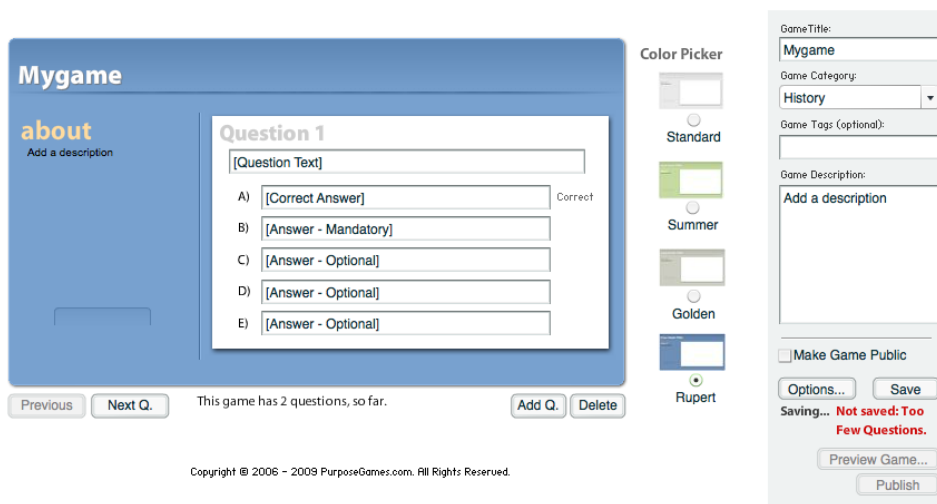 Mygame
about
Add a description
Question 1
[Question Text]
A) [Correct Answer] Correct
B) [Answer - Mandatory]
C) [Answer - Optional]
D) [Answer - Optional]
E) [Answer - Optional]
Previous
Next Q.
This game has 2 questions, so far.
Add Q.
Delete
Copyright © 2006 - 2009 PurposeGames.com. All Rights Reserved.
Color Picker
Standard
Summer
Golden
Rupert
GameTitle:
Mygame
Game Category:
History
Game Tags (optional):
Game Description:
Add a description
Make Game Public
Options...
Save
Saving... Not saved: Too
Few Questions.
Preview Game...
Publish